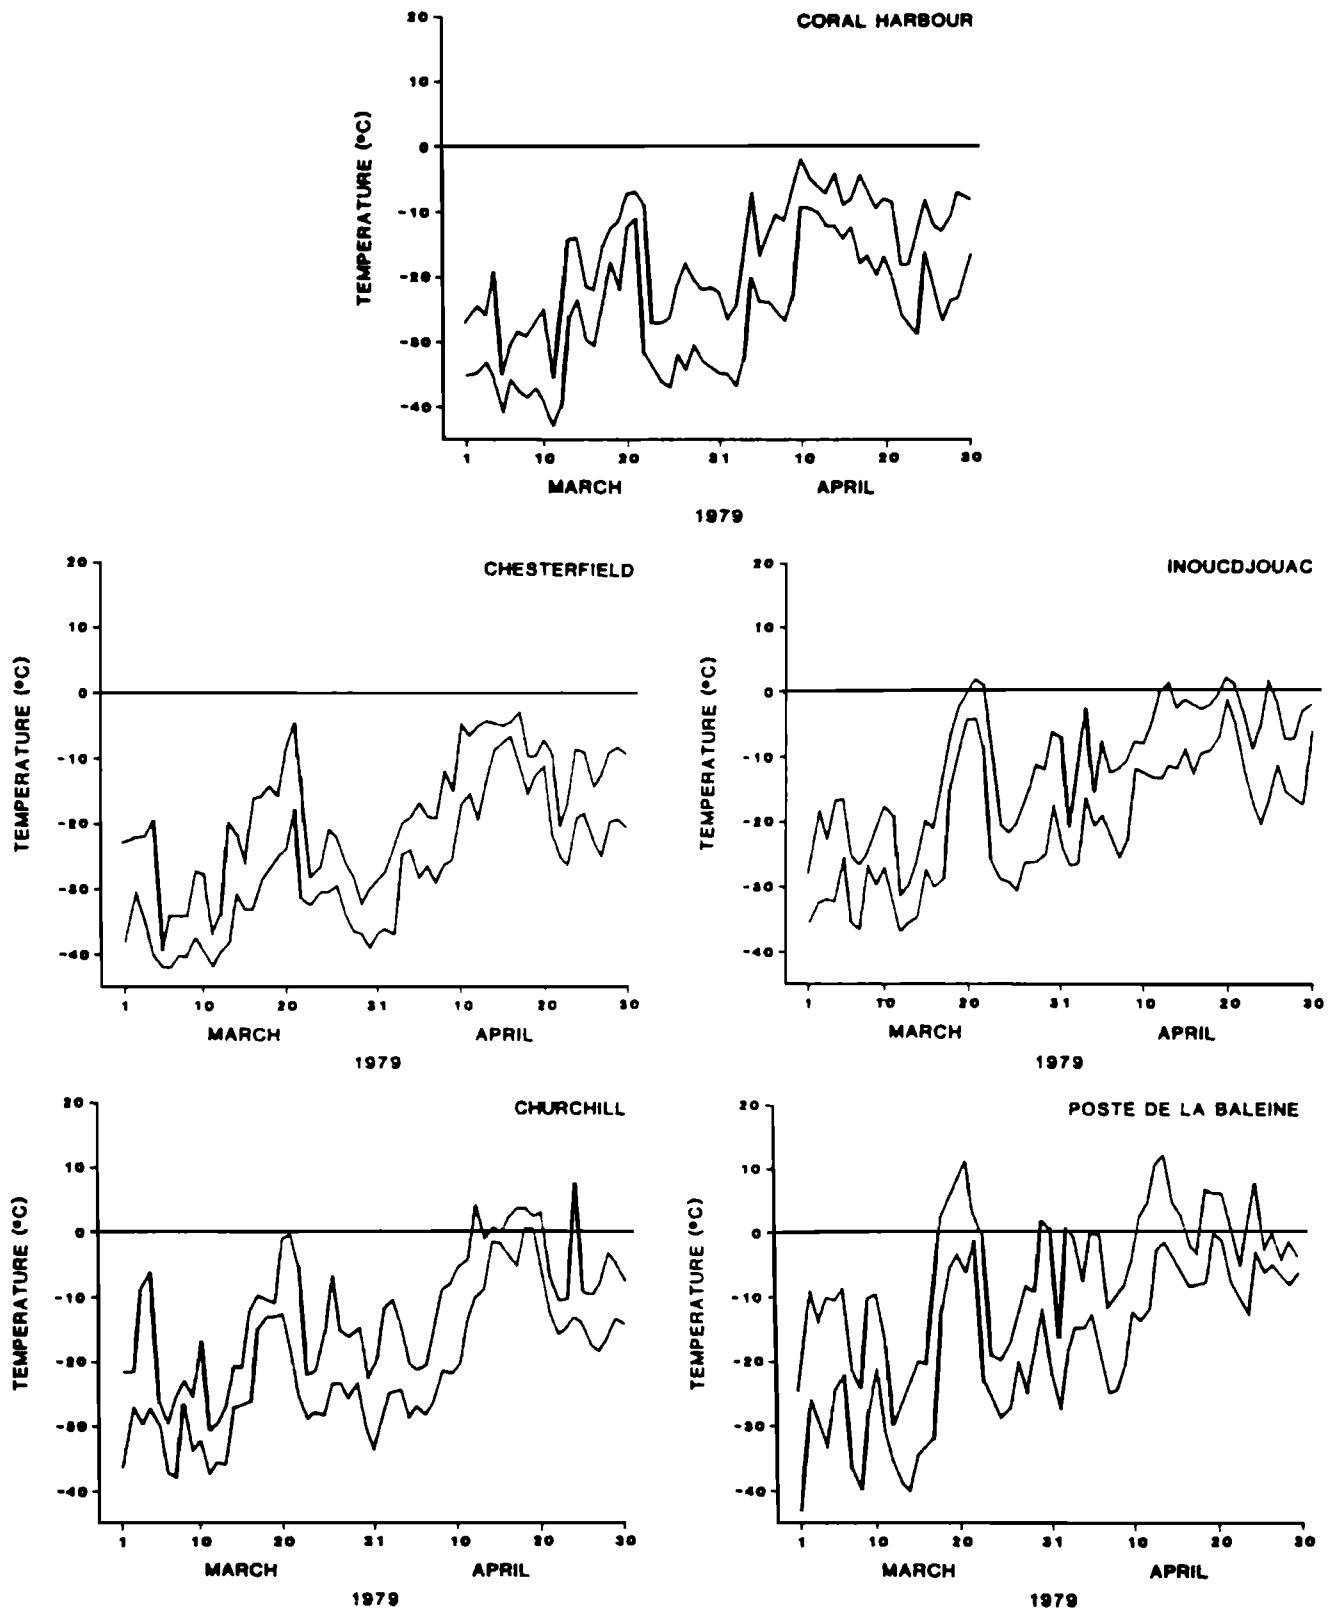 CORAL HARBOUR
TEMPERATURE (°C)
20
10
0
-10
-20
-30
-40
1 10 20 31 10 20 30
MARCH APRIL
1979
CHESTERFIELD
TEMPERATURE (°C)
20
10
0
-10
-20
-30
-40
1 10 20 31 10 20 30
MARCH APRIL
1979
INOUCDJOUAC
TEMPERATURE (°C)
20
10
0
-10
-20
-30
-40
1 10 20 31 10 20 30
MARCH APRIL
1979
CHURCHILL
TEMPERATURE (°C)
20
10
0
-10
-20
-30
-40
1 10 20 31 10 20 30
MARCH APRIL
1979
POSTE DE LA BALEINE
TEMPERATURE (°C)
20
10
0
-10
-20
-30
-40
1 10 20 31 10 20 30
MARCH APRIL
1979